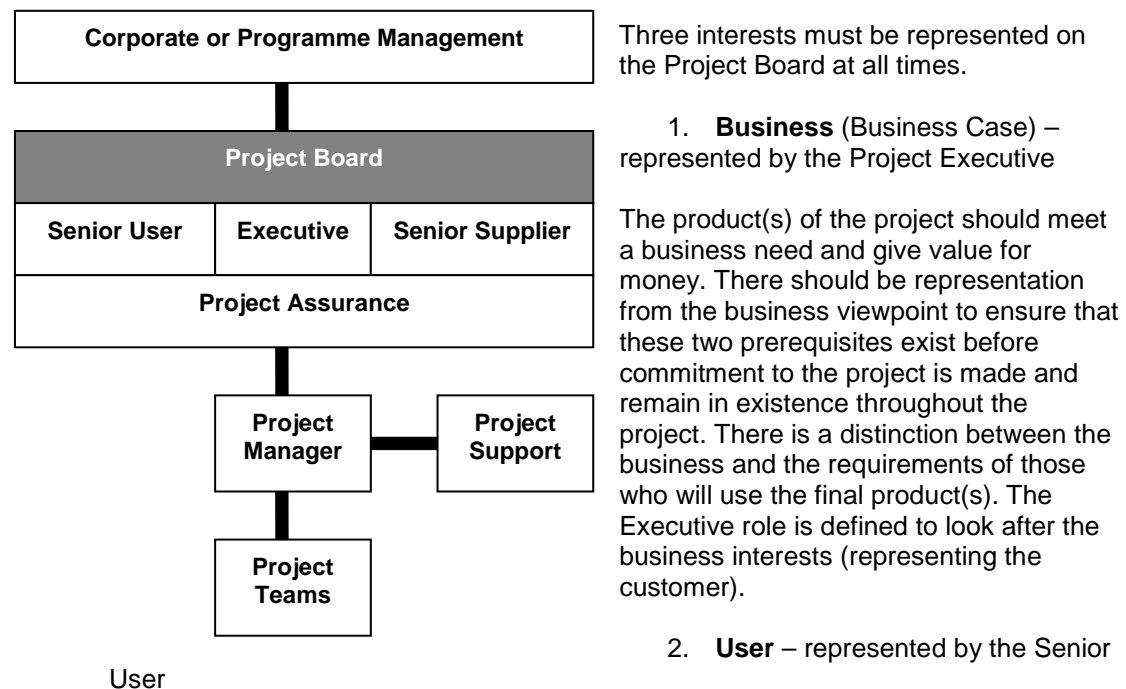 Corporate or Programme Management
Project Board
Senior User
Executive
Senior Supplier
Project Assurance
Project
Manager
Project
Support
Project
Teams
Three interests must be represented on
the Project Board at all times.
1. Business (Business Case) –
represented by the Project Executive
The product(s) of the project should meet
a business need and give value for
money. There should be representation
from the business viewpoint to ensure that
these two prerequisites exist before
commitment to the project is made and
remain in existence throughout the
project. There is a distinction between the
business and the requirements of those
who will use the final product(s). The
Executive role is defined to look after the
business interests (representing the
customer).
2. User – represented by the Senior
User